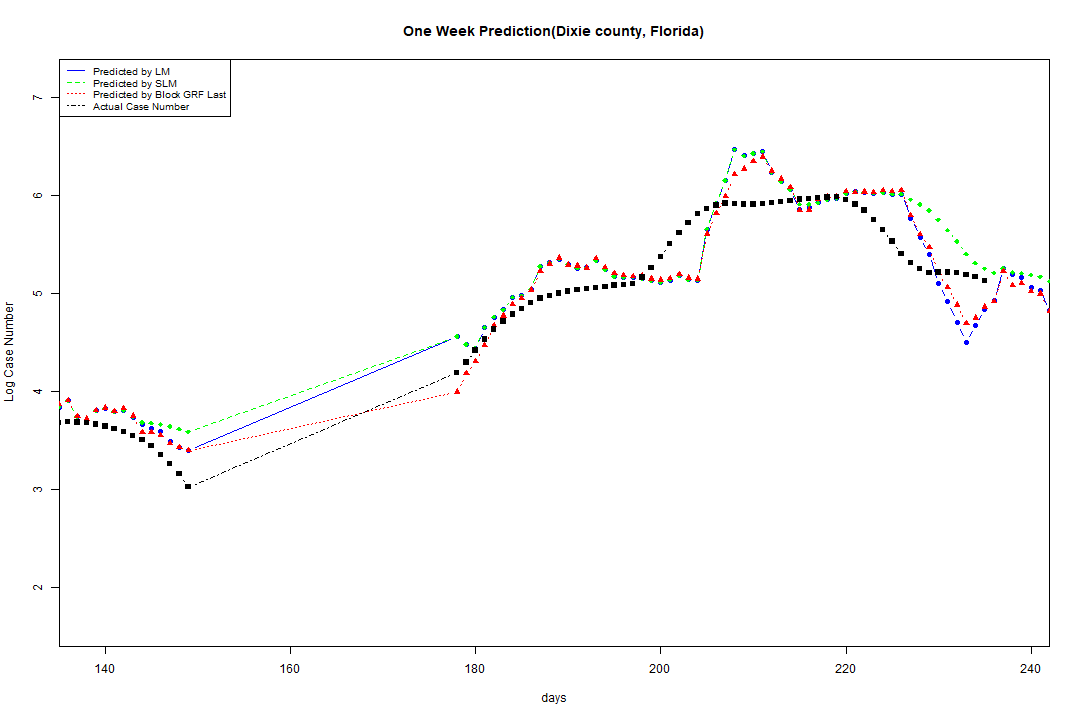 One Week Prediction(Dixie county, Florida)
Predicted by LM
Predicted by SLM
Predicted by Block GRF Last
Actual Case Number
7
6
5
4
3
2
Log Case Number
140 160 180 200 220 240
days